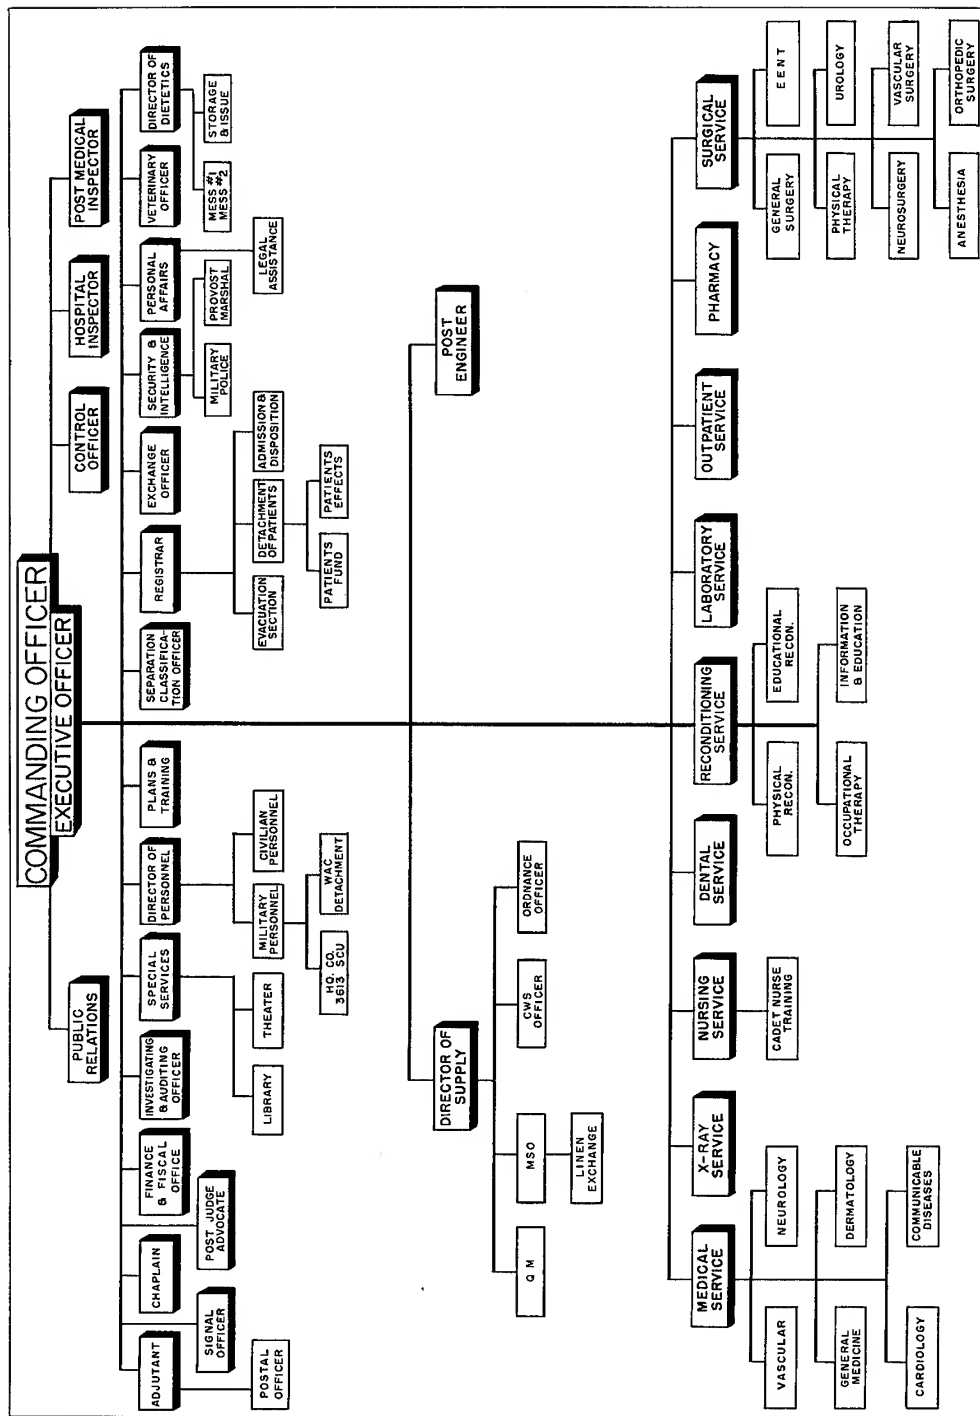 COMMANDING OFFICER
EXECUTIVE OFFICER
PUBLIC
RELATIONS
CONTROL
OFFICER
HOSPITAL
INSPECTOR
POST MEDICAL
INSPECTOR
ADJUTANT
POSTAL
OFFICER
SIGNAL
OFFICER
CHAPLAIN
POST JUDGE
ADVOCATE
FINANCE
& FISCAL
OFFICE
INVESTIGATING
& AUDITING
OFFICER
SPECIAL
SERVICES
LIBRARY
THEATER
DIRECTOR OF
PERSONNEL
MILITARY
PERSONNEL
CIVILIAN
PERSONNEL
HQ. CO.
3613 SCU
WAC
DETACHMENT
PLANS &
TRAINING
SEPARATION
CLASSIFICA-
TION OFFICER
REGISTRAR
EVACUATION
SECTION
DETACHMENT
OF PATIENTS
ADMISSION &
DISPOSITION
PATIENTS
FUND
PATIENTS
EFFECTS
EXCHANGE
OFFICER
SECURITY &
INTELLIGENCE
MILITARY
POLICE
PROVOST
MARSHAL
PERSONAL
AFFAIRS
LEGAL
ASSISTANCE
VETERINARY
OFFICER
DIRECTOR OF
DIETETICS
MESS #1
MESS #2
STORAGE
& ISSUE
DIRECTOR OF
SUPPLY
QM
MSO
LINEN
EXCHANGE
CWS
OFFICER
ORDNANCE
OFFICER
POST
ENGINEER
MEDICAL
SERVICE
VASCULAR
NEUROLOGY
GENERAL
MEDICINE
DERMATOLOGY
CARDIOLOGY
COMMUNICABLE
DISEASES
X-RAY
SERVICE
NURSING
SERVICE
CADET NURSE
TRAINING
DENTAL
SERVICE
RECONDITIONING
SERVICE
PHYSICAL
RECON.
EDUCATIONAL
RECON.
OCCUPATIONAL
THERAPY
INFORMATION
& EDUCATION
LABORATORY
SERVICE
OUTPATIENT
SERVICE
PHARMACY
SURGICAL
SERVICE
GENERAL
SURGERY
EENT
PHYSICAL
THERAPY
UROLOGY
NEUROSURGERY
VASCULAR
SURGERY
ANESTHESIA
ORTHOPEDIC
SURGERY